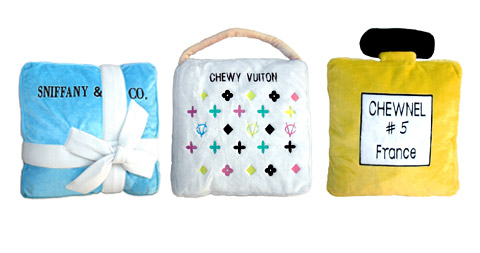 SNIFFANY & CO.
CHEWY VUITON
CHEWNEL
# 5
France